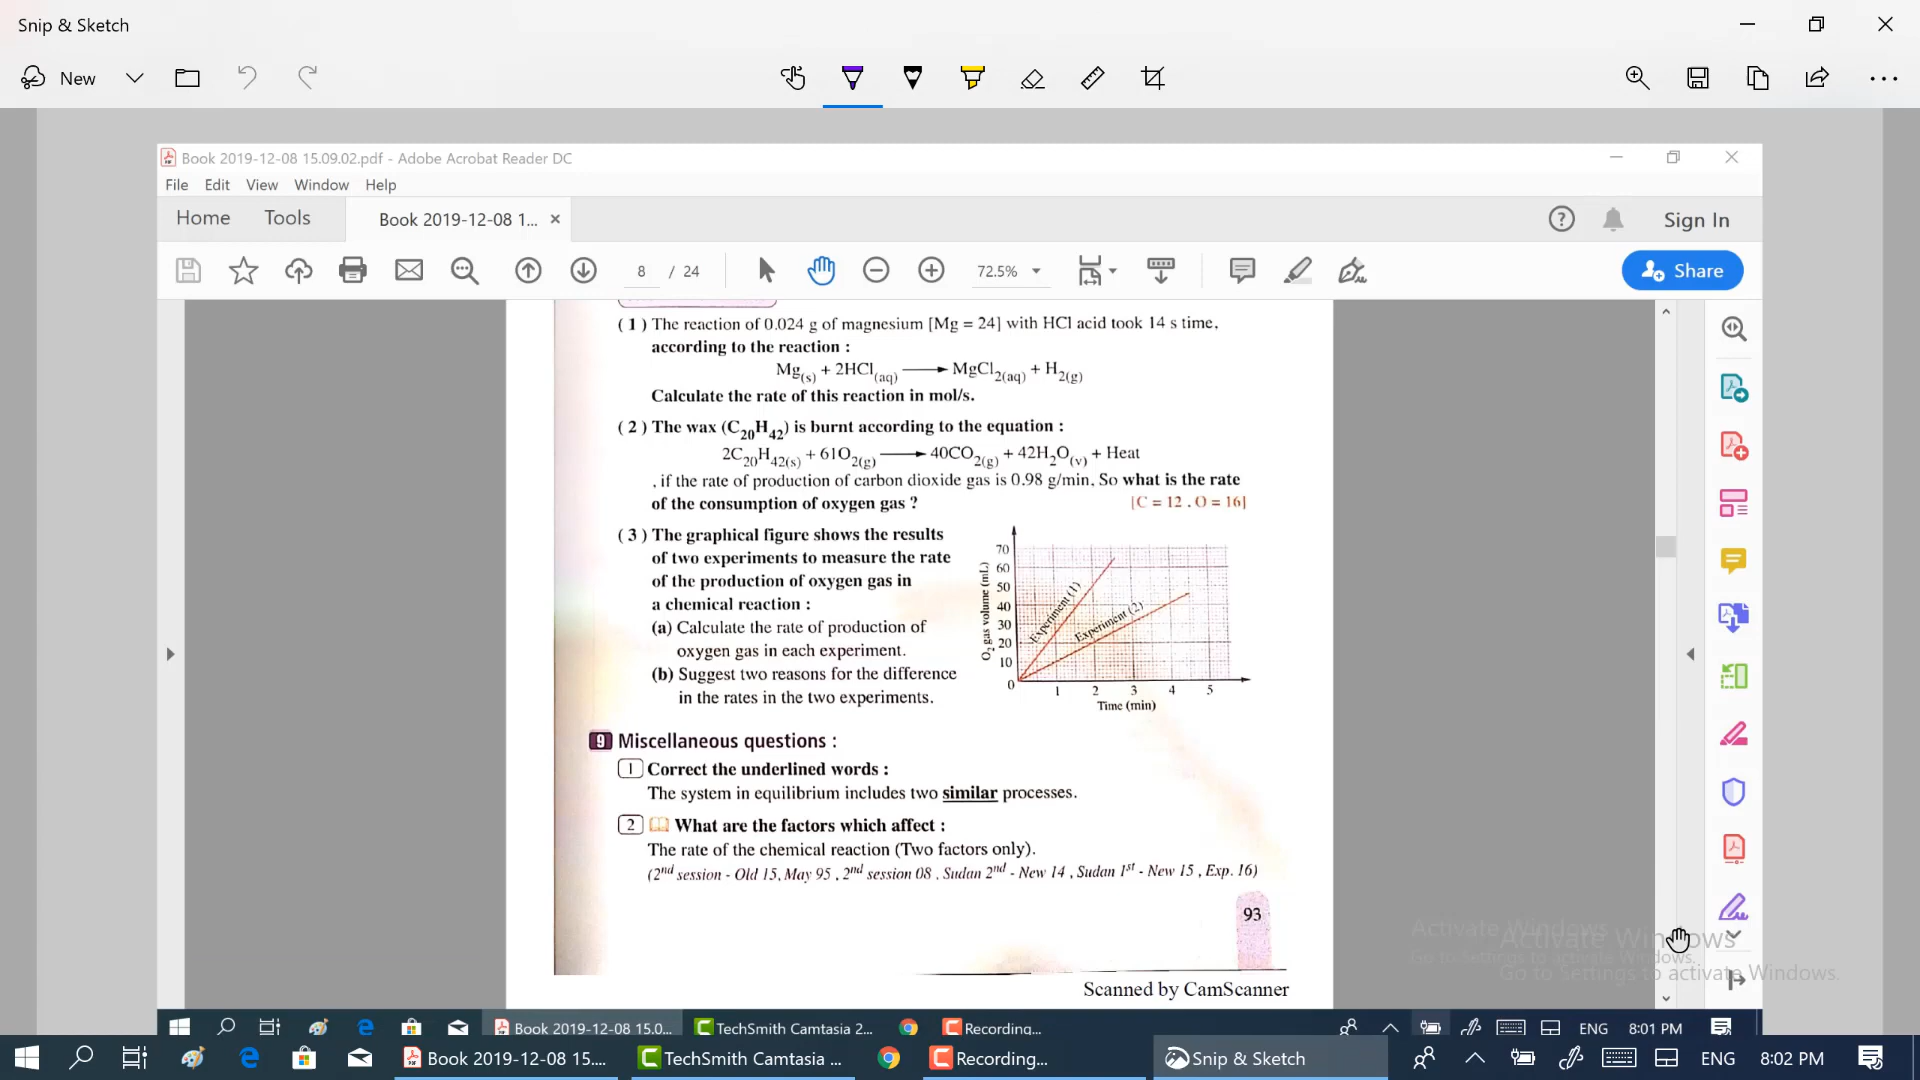 Snip & Sketch
New
Book 2019-12-08 15.09.02.pdf - Adobe Acrobat Reader DC
File Edit View Window Help
Home Tools Book 2019-12-08 1... × Sign In
8 / 24 72.5% Share
( 1 ) The reaction of 0.024 g of magnesium [Mg = 24] with HCl acid took 14 s time,
according to the reaction :
Mg(s) + 2HCl(aq) ⟶ MgCl2(aq) + H2(g)
Calculate the rate of this reaction in mol/s.
( 2 ) The wax (C20H42) is burnt according to the equation :
2C20H42(s) + 61O2(g) ⟶ 40CO2(g) + 42H2O(v) + Heat
, if the rate of production of carbon dioxide gas is 0.98 g/min. So what is the rate
of the consumption of oxygen gas ? [C = 12 , O = 16]
( 3 ) The graphical figure shows the results
of two experiments to measure the rate
of the production of oxygen gas in
a chemical reaction :
(a) Calculate the rate of production of
oxygen gas in each experiment.
(b) Suggest two reasons for the difference
in the rates in the two experiments.
O2 gas volume (mL)
70
60
50
40
30
20
10
0
1 2 3 4 5
Time (min)
Experiment (1)
Experiment (2)
9 Miscellaneous questions :
1 Correct the underlined words :
The system in equilibrium includes two similar processes.
2 What are the factors which affect :
The rate of the chemical reaction (Two factors only).
(2nd session - Old 15, May 95 , 2nd session 08 , Sudan 2nd - New 14 , Sudan 1st - New 15 , Exp. 16)
93
Scanned by CamScanner
Activate Windows
Go to Settings to activate Windows.
Activate Windows
Go to Settings to activate Windows.
Book 2019-12-08 15.0... TechSmith Camtasia 2... Recording... ENG 8:01 PM
Book 2019-12-08 15.... TechSmith Camtasia ... Recording... Snip & Sketch ENG 8:02 PM